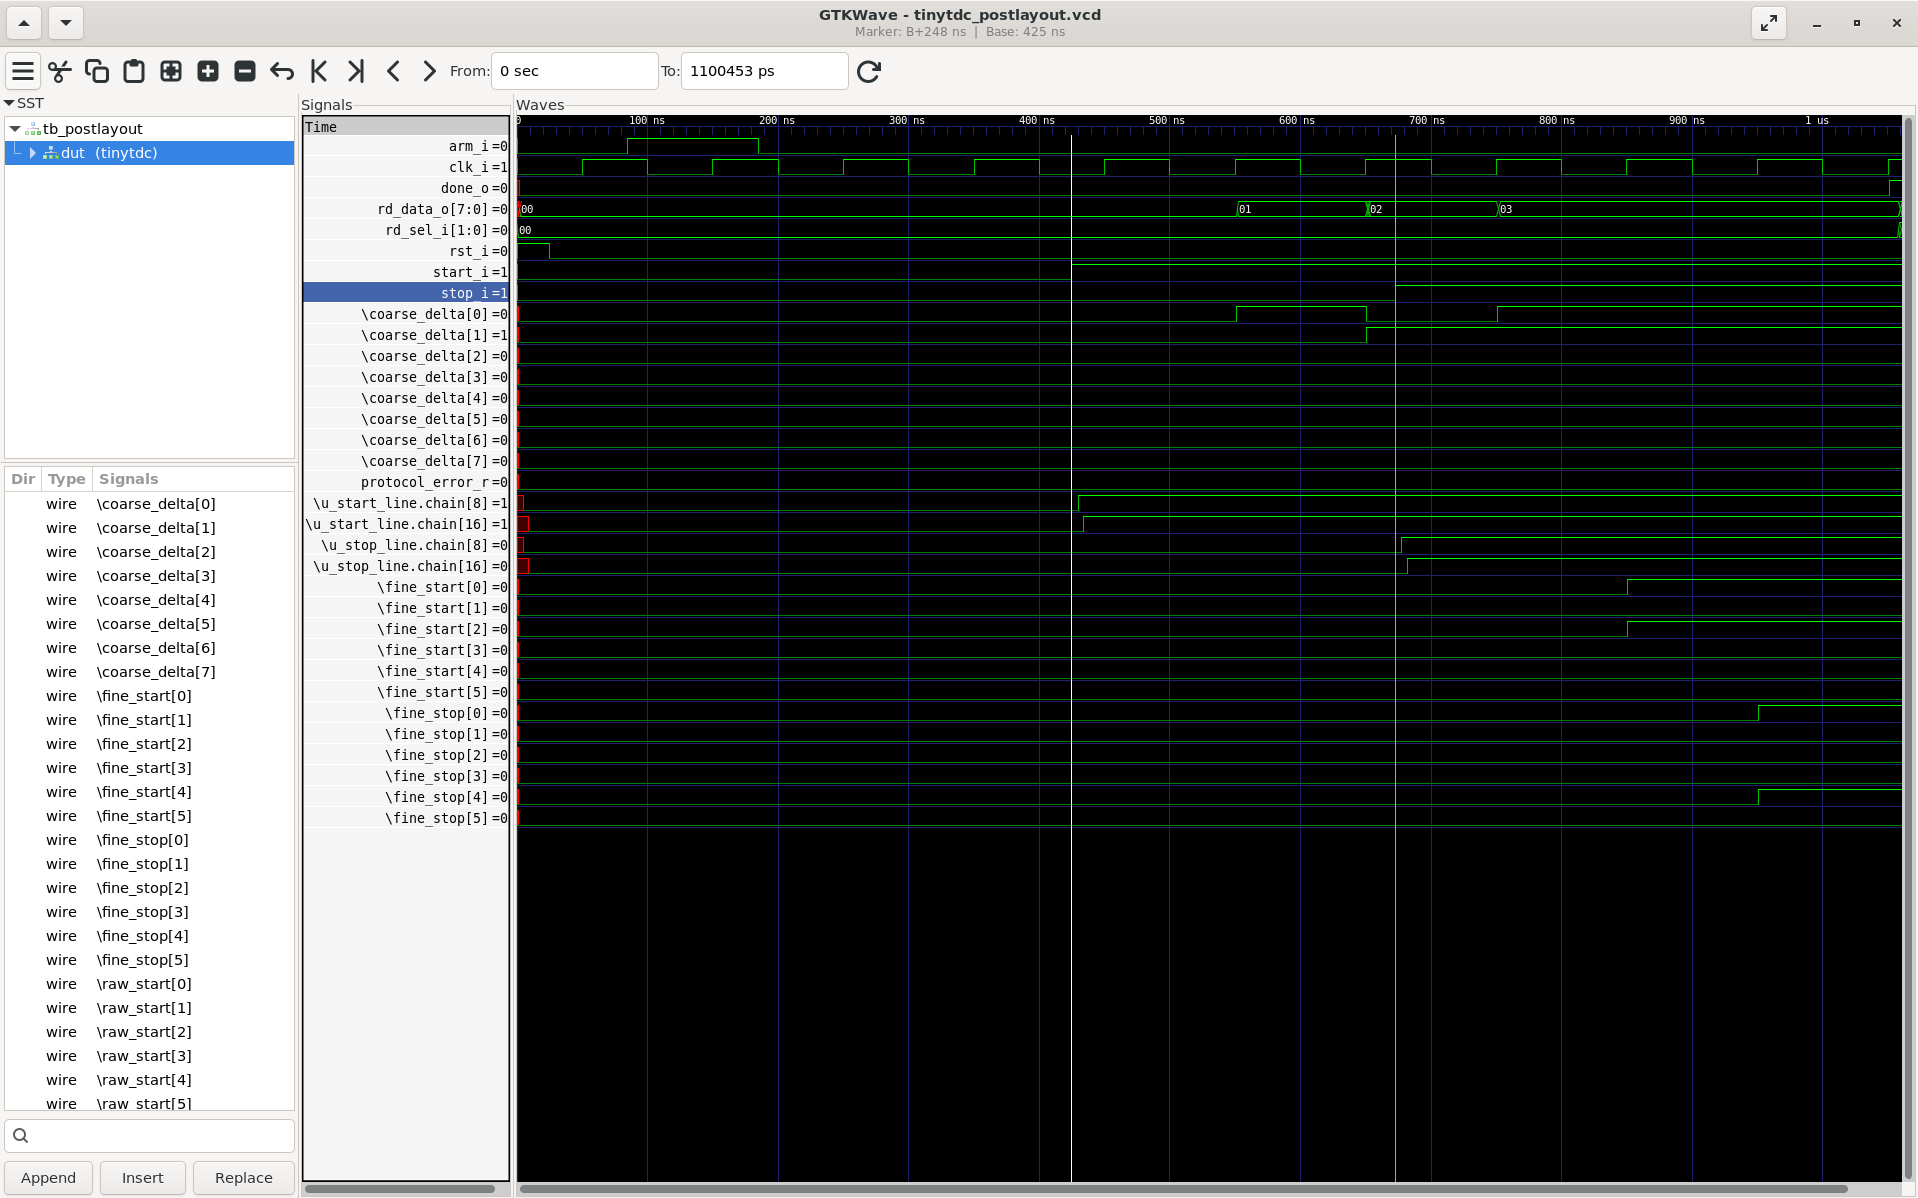 GTKWave - tinytdc_postlayout.vcd
Marker: B+248 ns | Base: 425 ns
From: 0 sec To: 1100453 ps
SST
tb_postlayout
dut (tinytdc)
Dir Type Signals
wire \coarse_delta[0]
wire \coarse_delta[1]
wire \coarse_delta[2]
wire \coarse_delta[3]
wire \coarse_delta[4]
wire \coarse_delta[5]
wire \coarse_delta[6]
wire \coarse_delta[7]
wire \fine_start[0]
wire \fine_start[1]
wire \fine_start[2]
wire \fine_start[3]
wire \fine_start[4]
wire \fine_start[5]
wire \fine_stop[0]
wire \fine_stop[1]
wire \fine_stop[2]
wire \fine_stop[3]
wire \fine_stop[4]
wire \fine_stop[5]
wire \raw_start[0]
wire \raw_start[1]
wire \raw_start[2]
wire \raw_start[3]
wire \raw_start[4]
wire \raw_start[5]
Append Insert Replace
Signals
Time
arm_i=0
clk_i=1
done_o=0
rd_data_o[7:0]=0
rd_sel_i[1:0]=0
rst_i=0
start_i=1
stop_i=1
\coarse_delta[0]=0
\coarse_delta[1]=1
\coarse_delta[2]=0
\coarse_delta[3]=0
\coarse_delta[4]=0
\coarse_delta[5]=0
\coarse_delta[6]=0
\coarse_delta[7]=0
protocol_error_r=0
\u_start_line.chain[8]=1
\u_start_line.chain[16]=1
\u_stop_line.chain[8]=0
\u_stop_line.chain[16]=0
\fine_start[0]=0
\fine_start[1]=0
\fine_start[2]=0
\fine_start[3]=0
\fine_start[4]=0
\fine_start[5]=0
\fine_stop[0]=0
\fine_stop[1]=0
\fine_stop[2]=0
\fine_stop[3]=0
\fine_stop[4]=0
\fine_stop[5]=0
Waves
0 100 ns 200 ns 300 ns 400 ns 500 ns 600 ns 700 ns 800 ns 900 ns 1 us
00 01 02 03
00